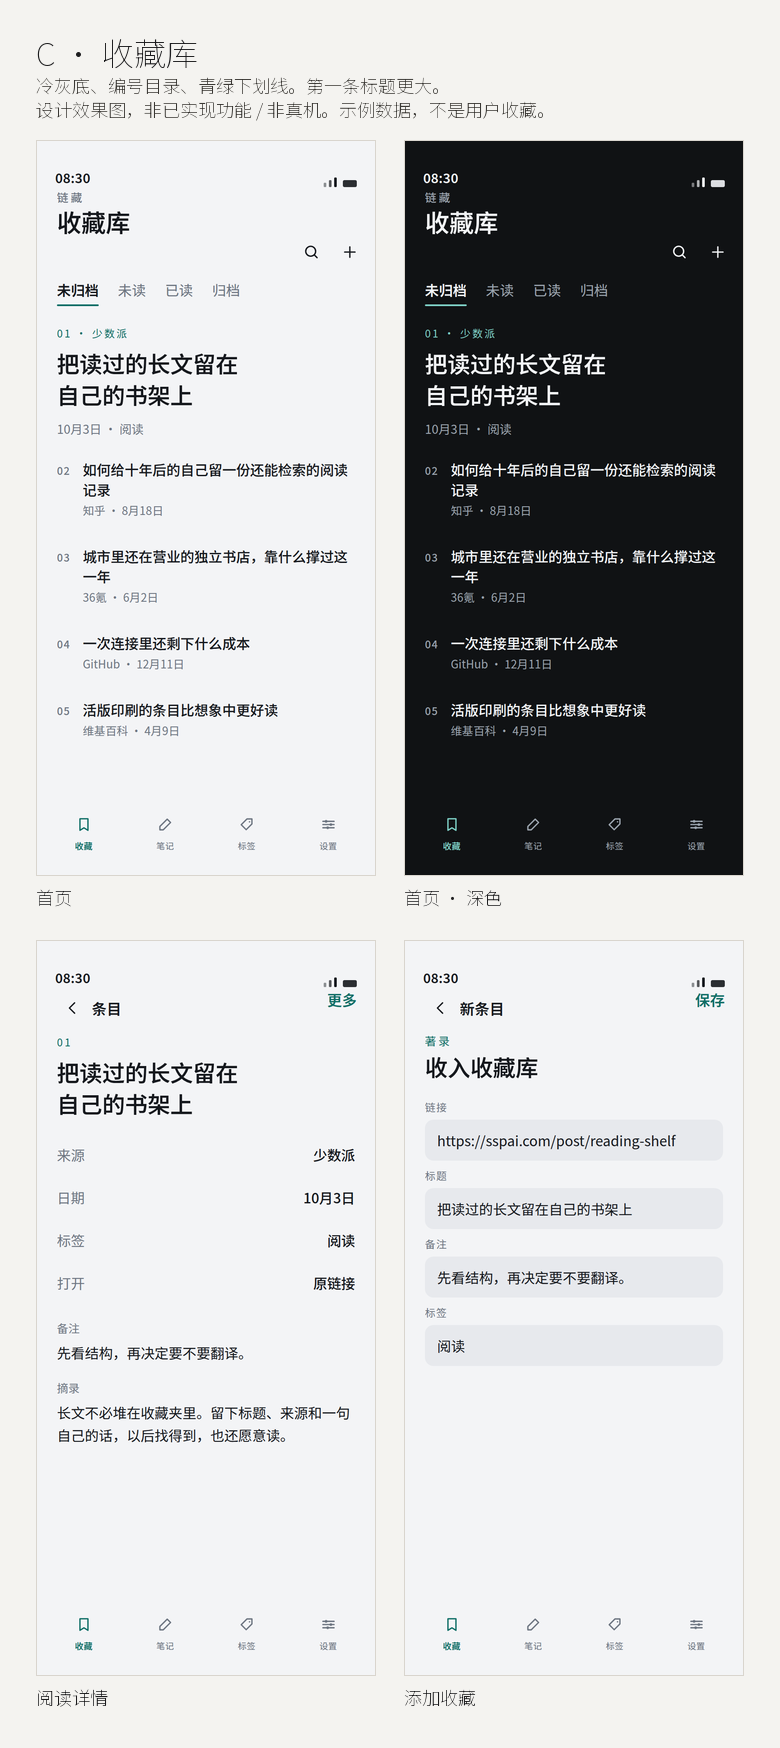 C · 收藏库
冷灰底、编号目录、青绿下划线。第一条标题更大。
设计效果图，非已实现功能 / 非真机。示例数据，不是用户收藏。
08:30
链藏
收藏库
未归档 未读 已读 归档
01 · 少数派
把读过的长文留在
自己的书架上
10月3日 · 阅读
02 如何给十年后的自己留一份还能检索的阅读
记录
知乎 · 8月18日
03 城市里还在营业的独立书店，靠什么撑过这
一年
36氪 · 6月2日
04 一次连接里还剩下什么成本
GitHub · 12月11日
05 活版印刷的条目比想象中更好读
维基百科 · 4月9日
收藏 笔记 标签 设置
首页
08:30
链藏
收藏库
未归档 未读 已读 归档
01 · 少数派
把读过的长文留在
自己的书架上
10月3日 · 阅读
02 如何给十年后的自己留一份还能检索的阅读
记录
知乎 · 8月18日
03 城市里还在营业的独立书店，靠什么撑过这
一年
36氪 · 6月2日
04 一次连接里还剩下什么成本
GitHub · 12月11日
05 活版印刷的条目比想象中更好读
维基百科 · 4月9日
收藏 笔记 标签 设置
首页 · 深色
08:30
条目 更多
01
把读过的长文留在
自己的书架上
来源 少数派
日期 10月3日
标签 阅读
打开 原链接
备注
先看结构，再决定要不要翻译。
摘录
长文不必堆在收藏夹里。留下标题、来源和一句
自己的话，以后找得到，也还愿意读。
收藏 笔记 标签 设置
阅读详情
08:30
新条目 保存
著录
收入收藏库
链接
https://sspai.com/post/reading-shelf
标题
把读过的长文留在自己的书架上
备注
先看结构，再决定要不要翻译。
标签
阅读
收藏 笔记 标签 设置
添加收藏